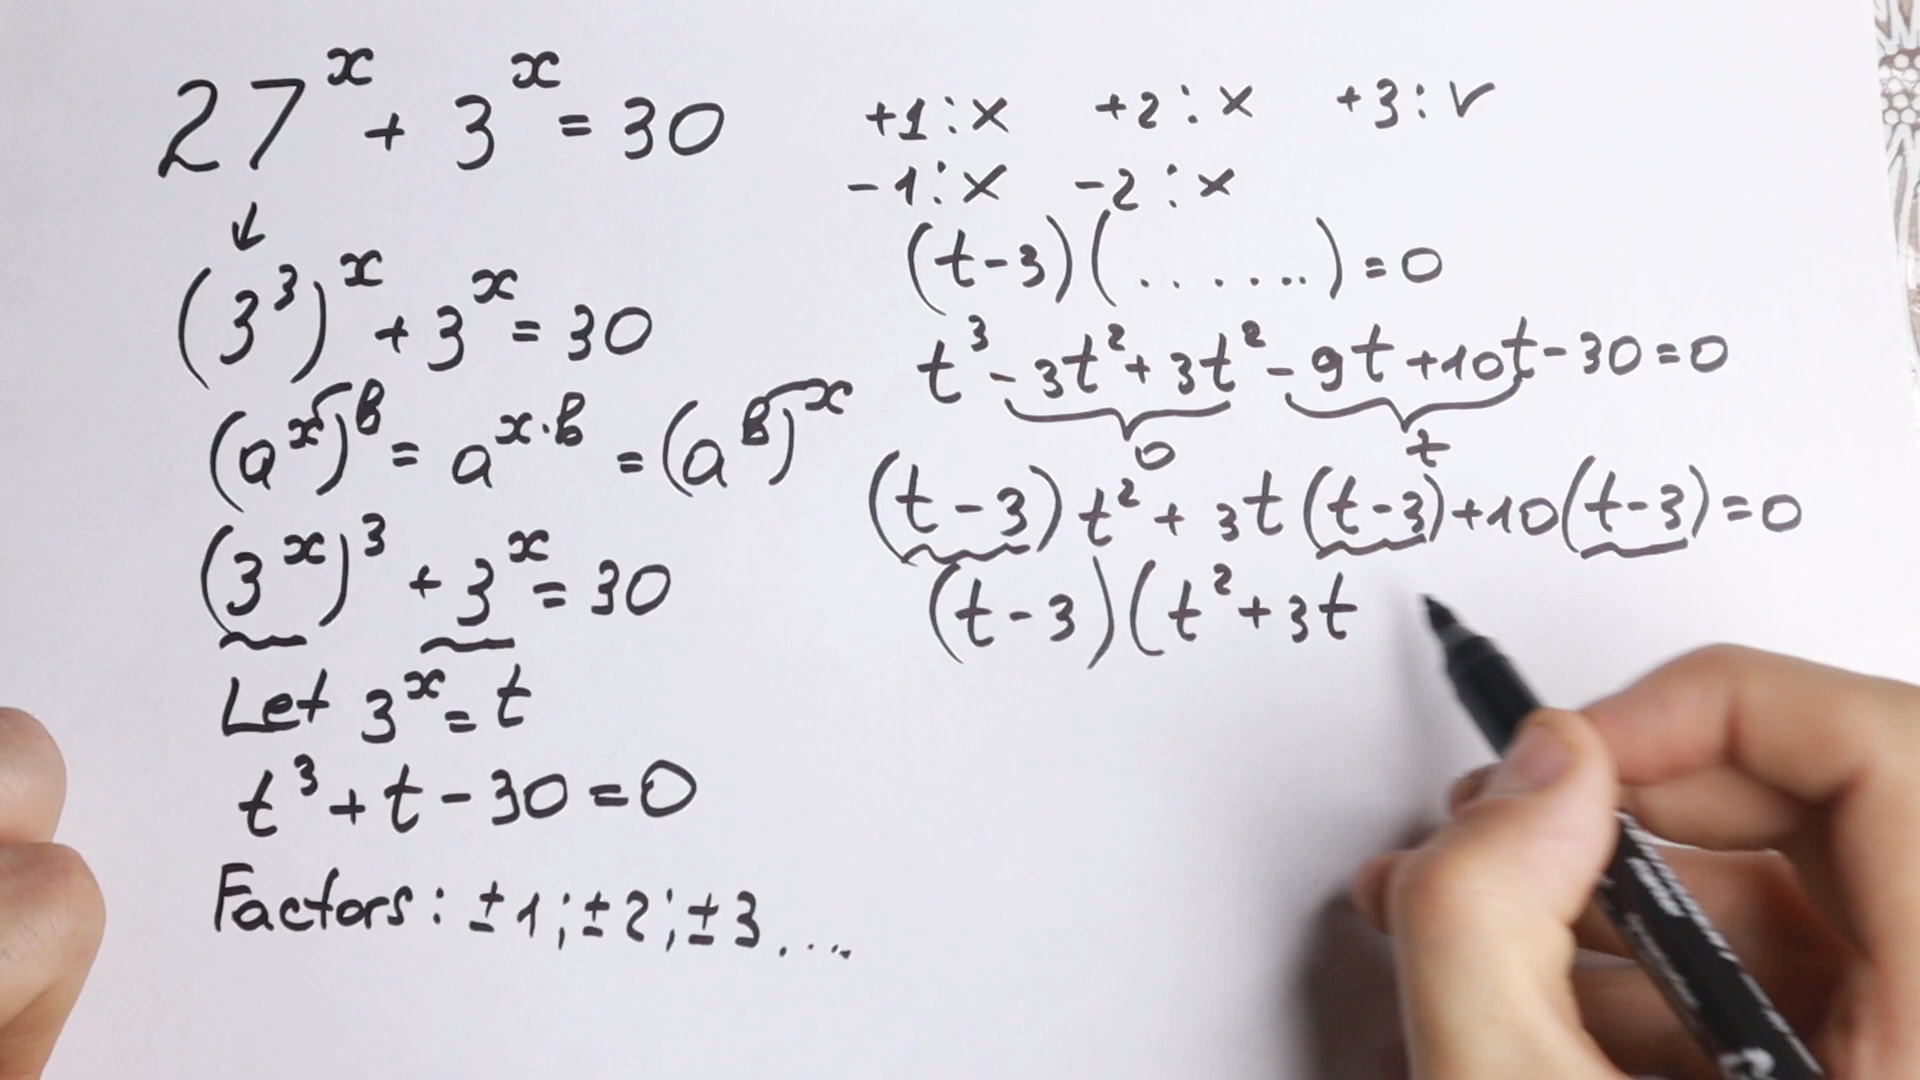 27^x + 3^x = 30
↓
(3^3)^x + 3^x = 30
(a^x)^b = a^{x·b} = (a^b)^x
(3^x)^3 + 3^x = 30
Let 3^x = t
t^3 + t - 30 = 0
Factors: ±1; ±2; ±3....
+1: x +2: x +3: v
-1: x -2: x
(t-3)(.......) = 0
t^3 - 3t^2 + 3t^2 - 9t + 10t - 30 = 0
0 t
(t-3)t^2 + 3t(t-3) + 10(t-3) = 0
(t-3)(t^2 + 3t